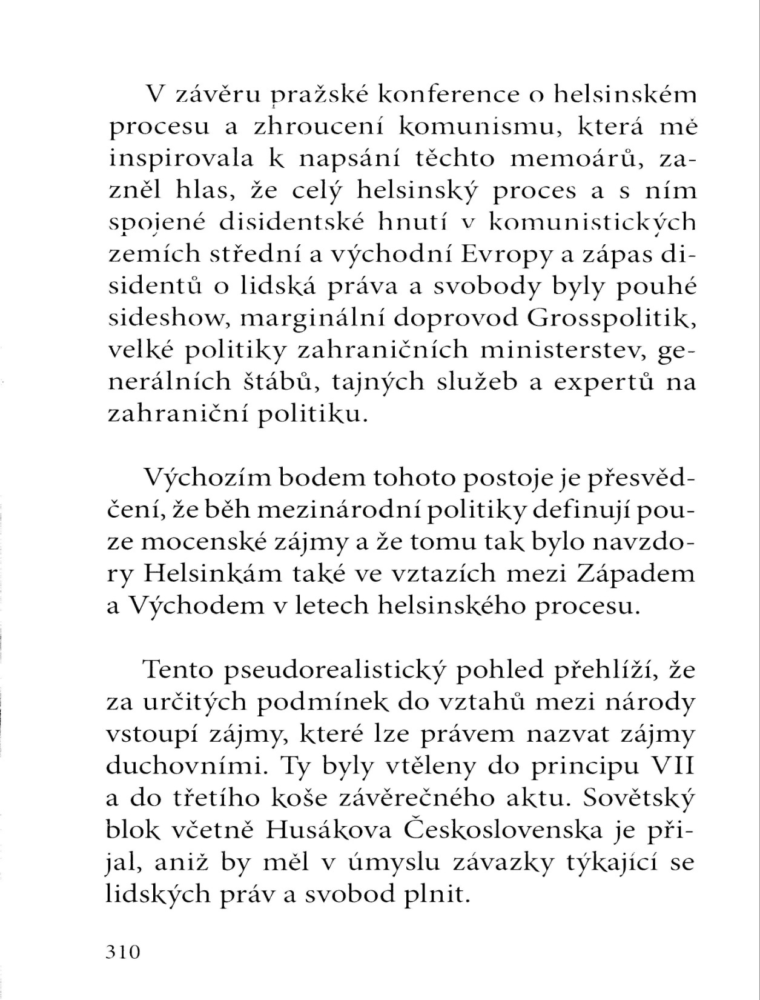 V závěru pražské konference o helsinském
procesu a zhroucení komunismu, která mě
inspirovala k napsání těchto memoárů, za-
zněl hlas, že celý helsinský proces a s ním
spojené disidentské hnutí v komunistických
zemích střední a východní Evropy a zápas di-
sidentů o lidská práva a svobody byly pouhé
sideshow, marginální doprovod Grosspolitik,
velké politiky zahraničních ministerstev, ge-
nerálních štábů, tajných služeb a expertů na
zahraniční politiku.
Výchozím bodem tohoto postoje je přesvěd-
čení, že běh mezinárodní politiky definují pou-
ze mocenské zájmy a že tomu tak bylo navzdo-
ry Helsinkám také ve vztazích mezi Západem
a Východem v letech helsinského procesu.
Tento pseudorealistický pohled přehlíží, že
za určitých podmínek do vztahů mezi národy
vstoupí zájmy, které lze právem nazvat zájmy
duchovními. Ty byly vtěleny do principu VII
a do třetího koše závěrečného aktu. Sovětský
blok včetně Husákova Československa je při-
jal, aniž by měl v úmyslu závazky týkající se
lidských práv a svobod plnit.
310